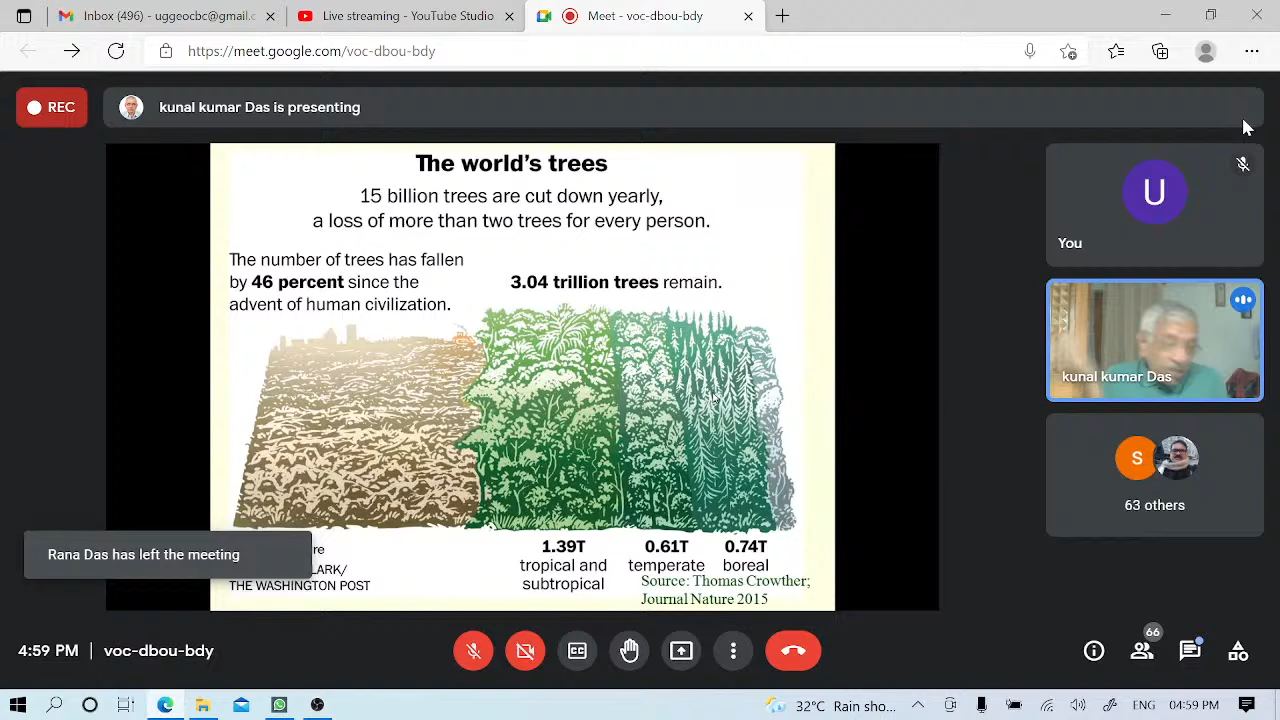 Inbox (496) - uggeocbc@gmail.c
Live streaming - YouTube Studio
Meet - voc-dbou-bdy
https://meet.google.com/voc-dbou-bdy
REC
kunal kumar Das is presenting
The world's trees
15 billion trees are cut down yearly,
a loss of more than two trees for every person.
The number of trees has fallen
by 46 percent since the
advent of human civilization.
3.04 trillion trees remain.
U
You
kunal kumar Das
S
63 others
Rana Das has left the meeting
re
LARK/
THE WASHINGTON POST
1.39T
tropical and
subtropical
0.61T
temperate
0.74T
boreal
Source: Thomas Crowther;
Journal Nature 2015
4:59 PM
voc-dbou-bdy
66
32°C Rain sho...
ENG
04:59 PM